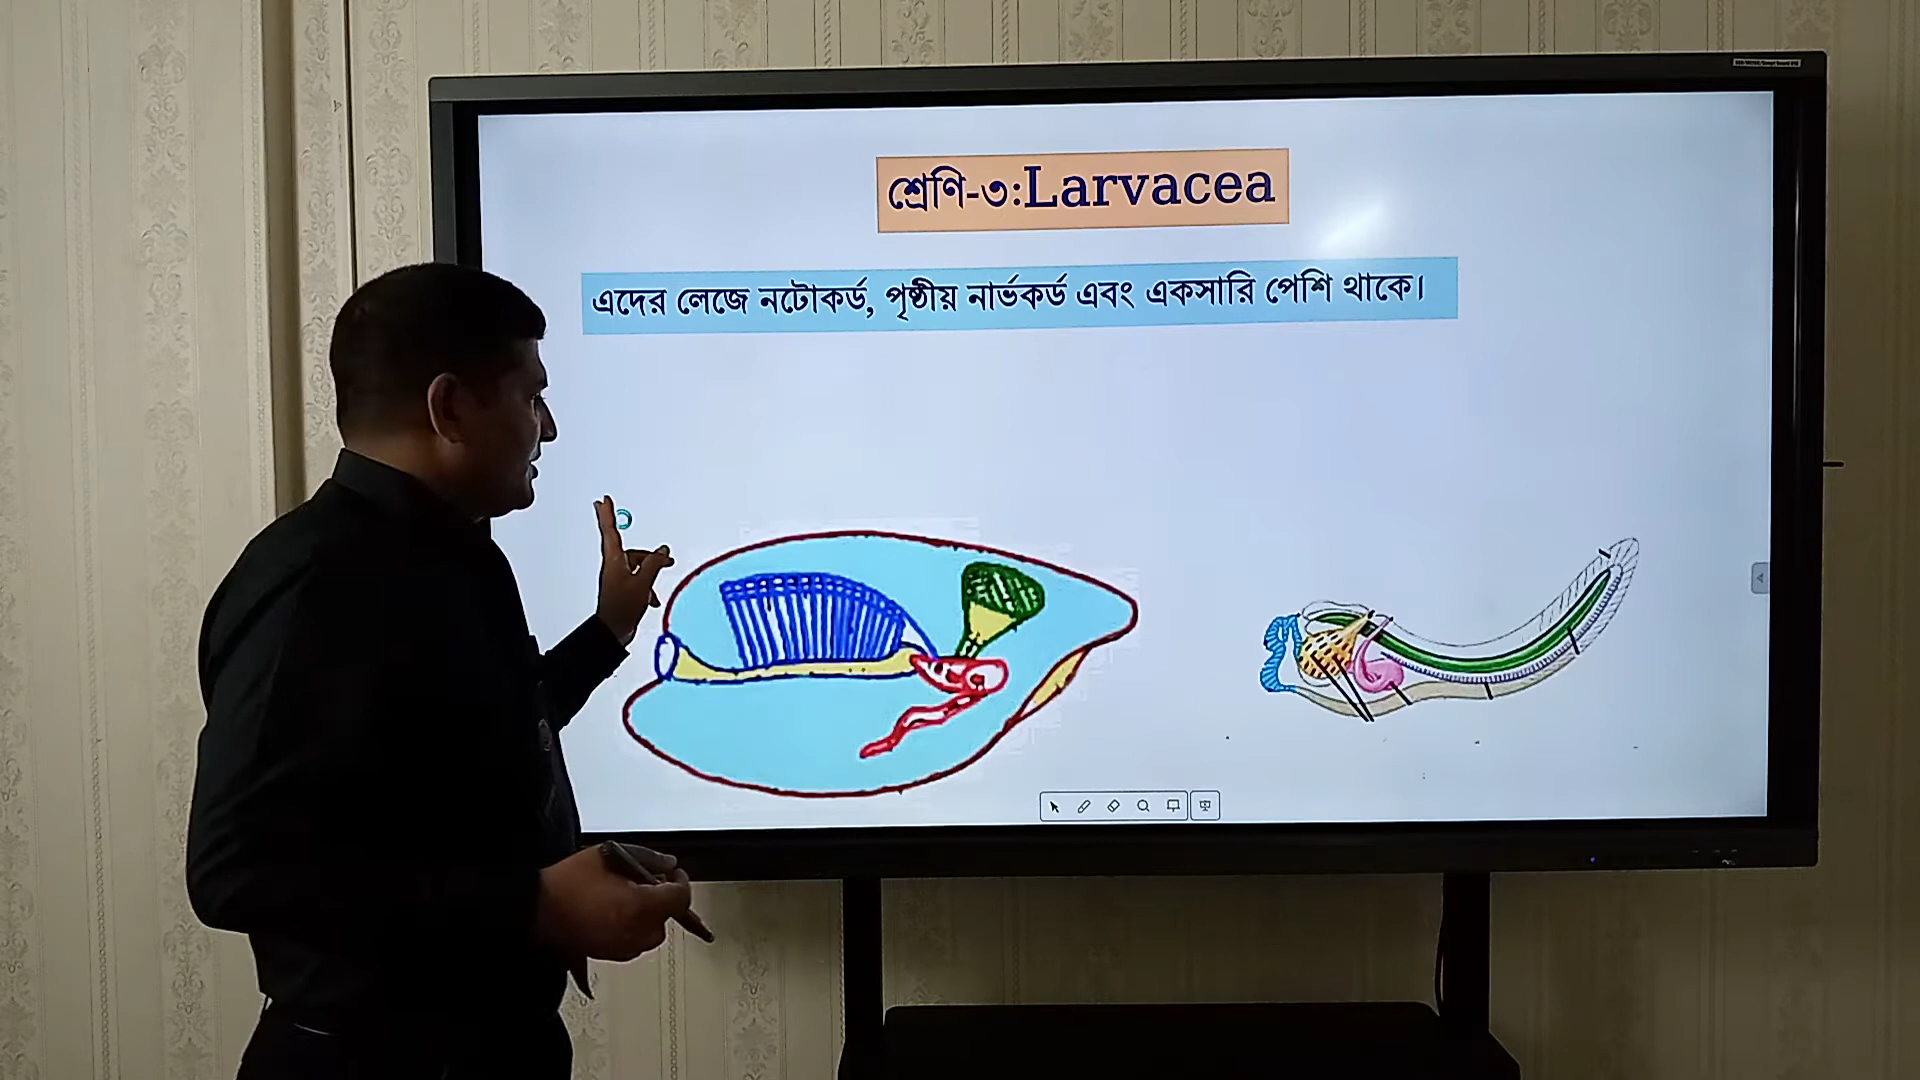 শ্রেণি-৩:Larvacea
এদের লেজে নটোকর্ড, পৃষ্ঠীয় নার্ভকর্ড এবং একসারি পেশি থাকে।